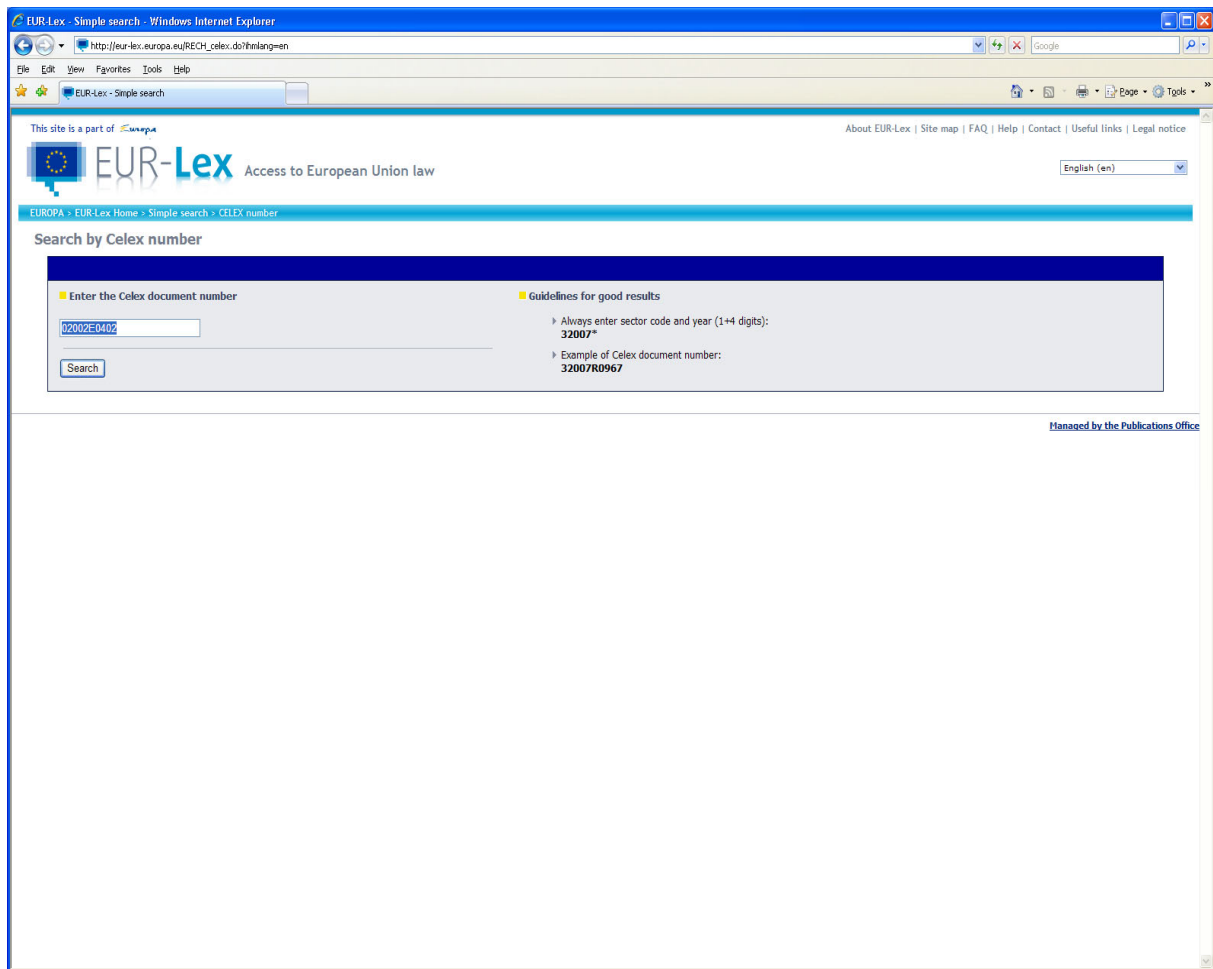 EUR-Lex - Simple search - Windows Internet Explorer
http://eur-lex.europa.eu/RECH_celex.do?ihmlang=en
Google
File Edit View Favorites Tools Help
EUR-Lex - Simple search
Page Tools »
This site is a part of Europa
About EUR-Lex | Site map | FAQ | Help | Contact | Useful links | Legal notice
EUR-Lex Access to European Union law
English (en)
EUROPA > EUR-Lex Home > Simple search > CELEX number
Search by Celex number
Enter the Celex document number
Guidelines for good results
02002E0402
Always enter sector code and year (1+4 digits):
32007*
Search
Example of Celex document number:
32007R0967
Managed by the Publications Office